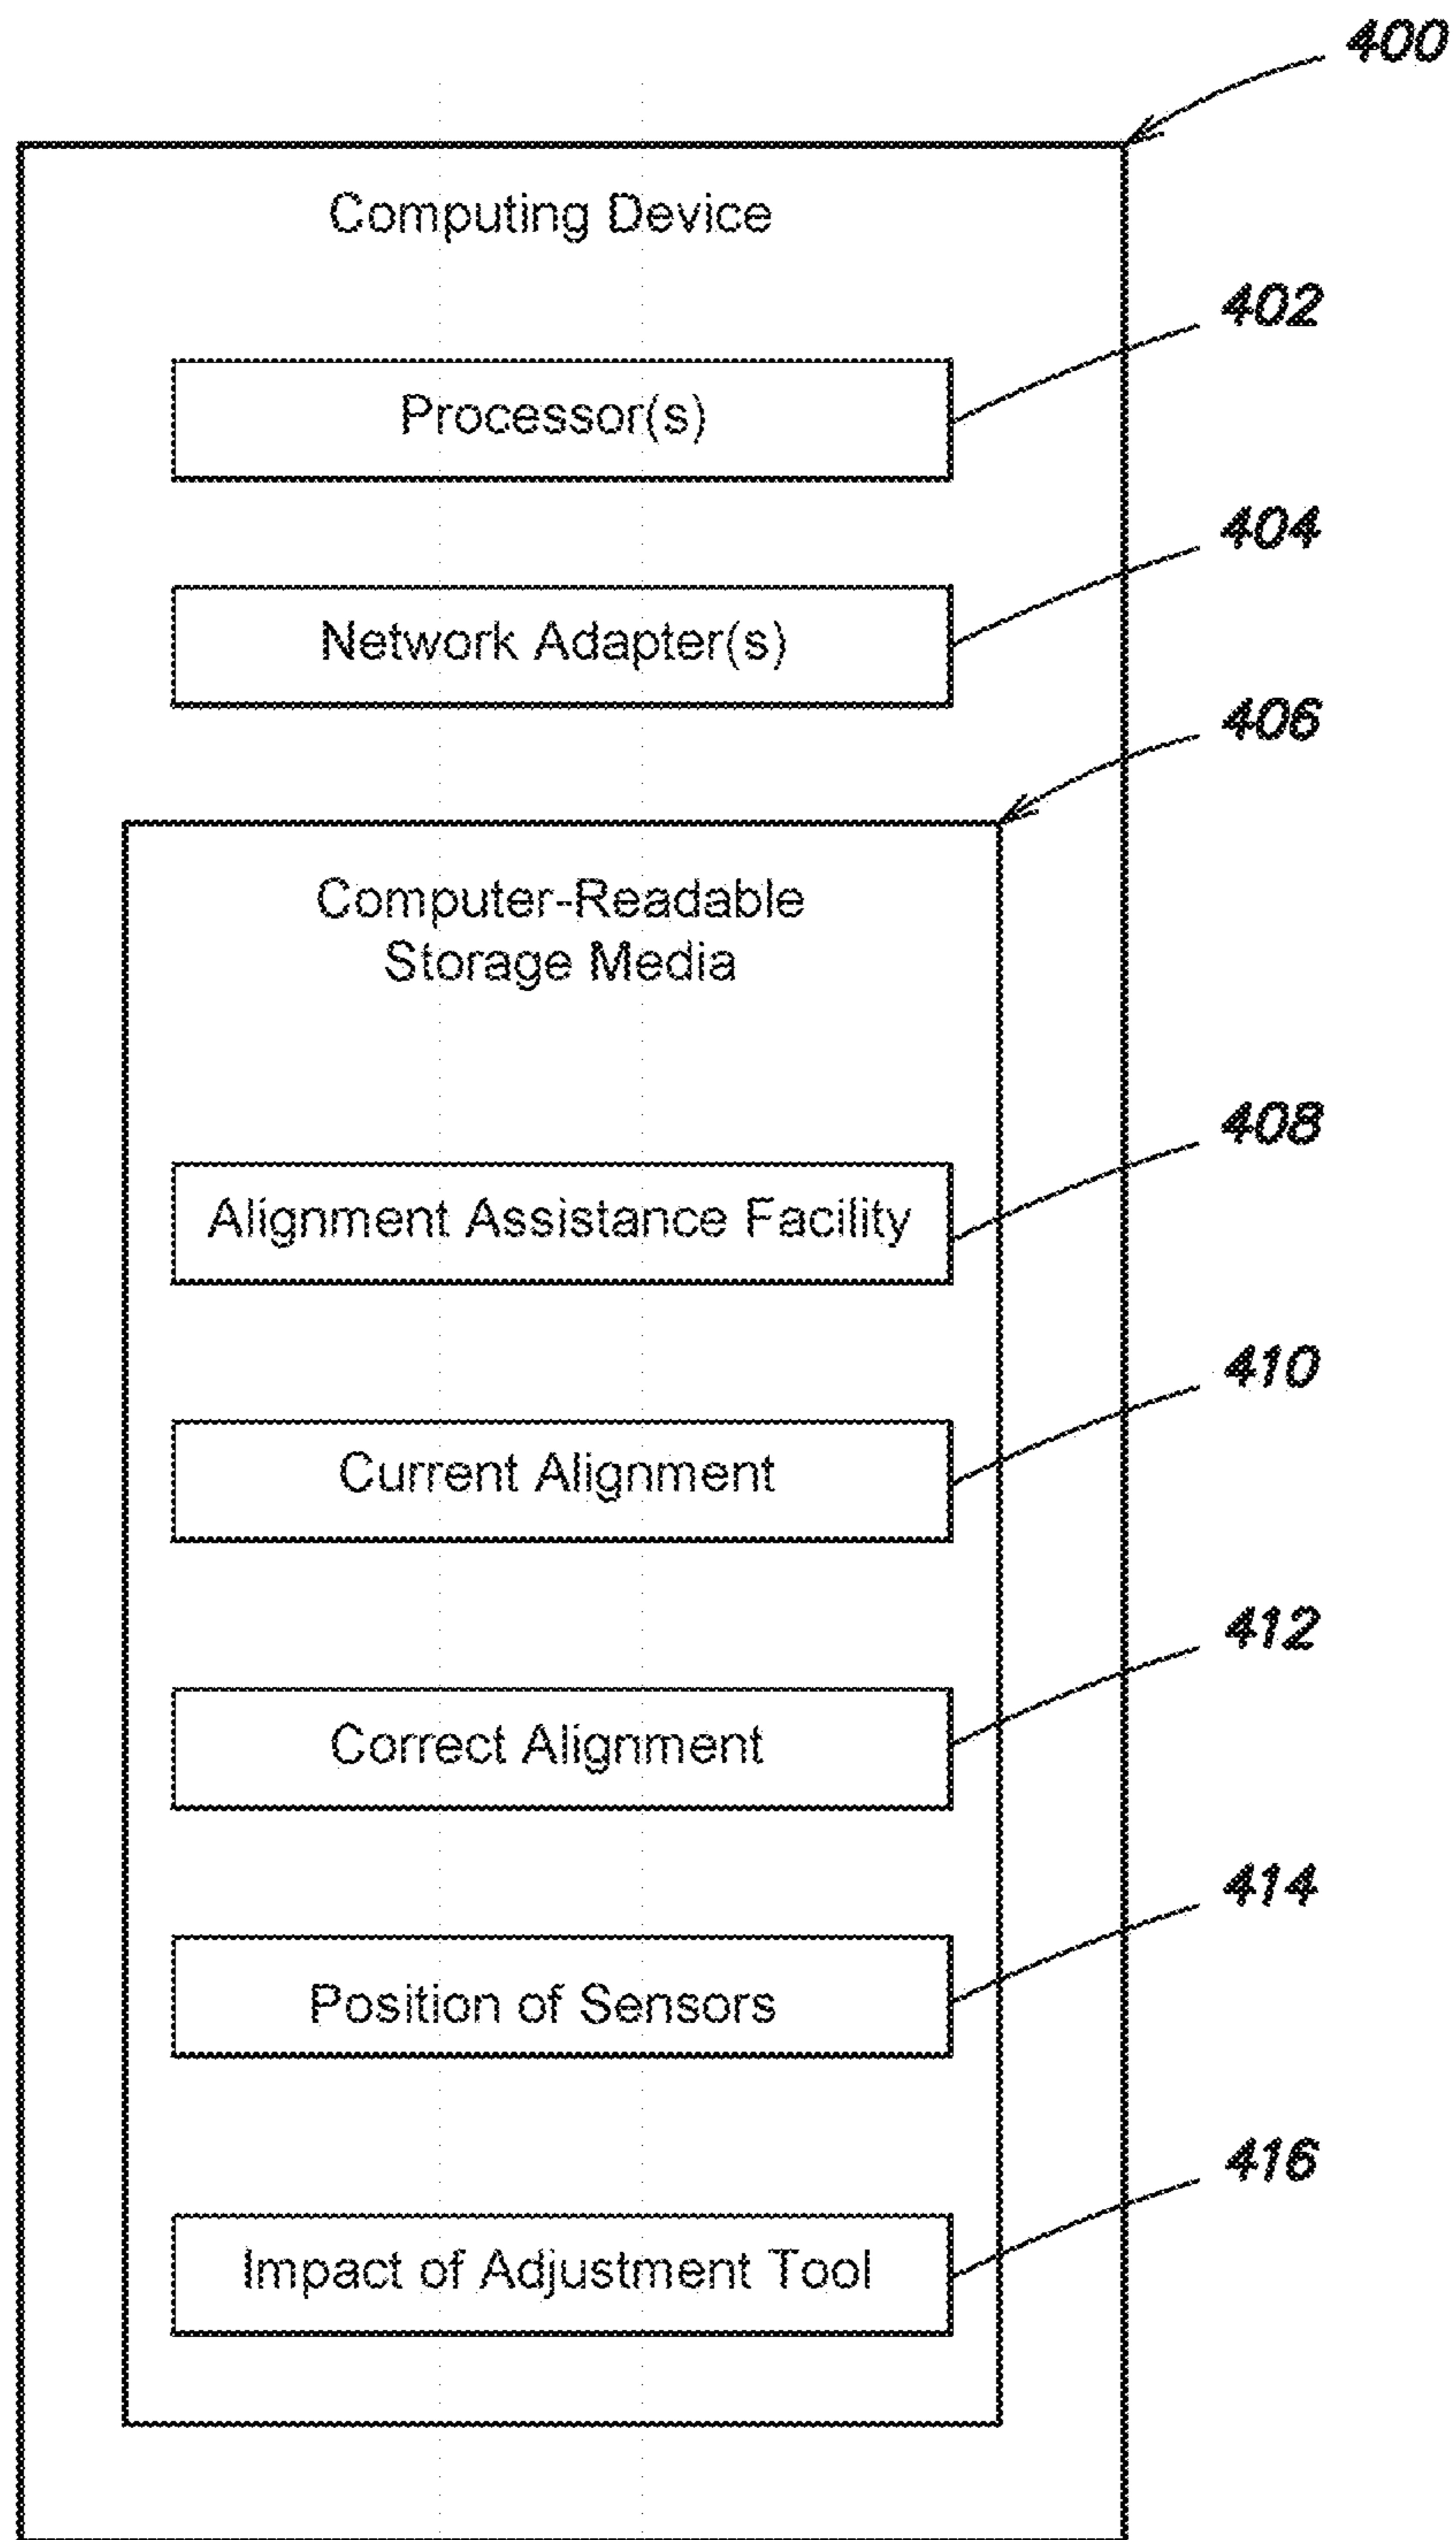 400
Computing Device
402
Processor(s)
404
Network Adapter(s)
406
Computer-Readable
Storage Media
408
Alignment Assistance Facility
410
Current Alignment
412
Correct Alignment
414
Position of Sensors
416
Impact of Adjustment Tool